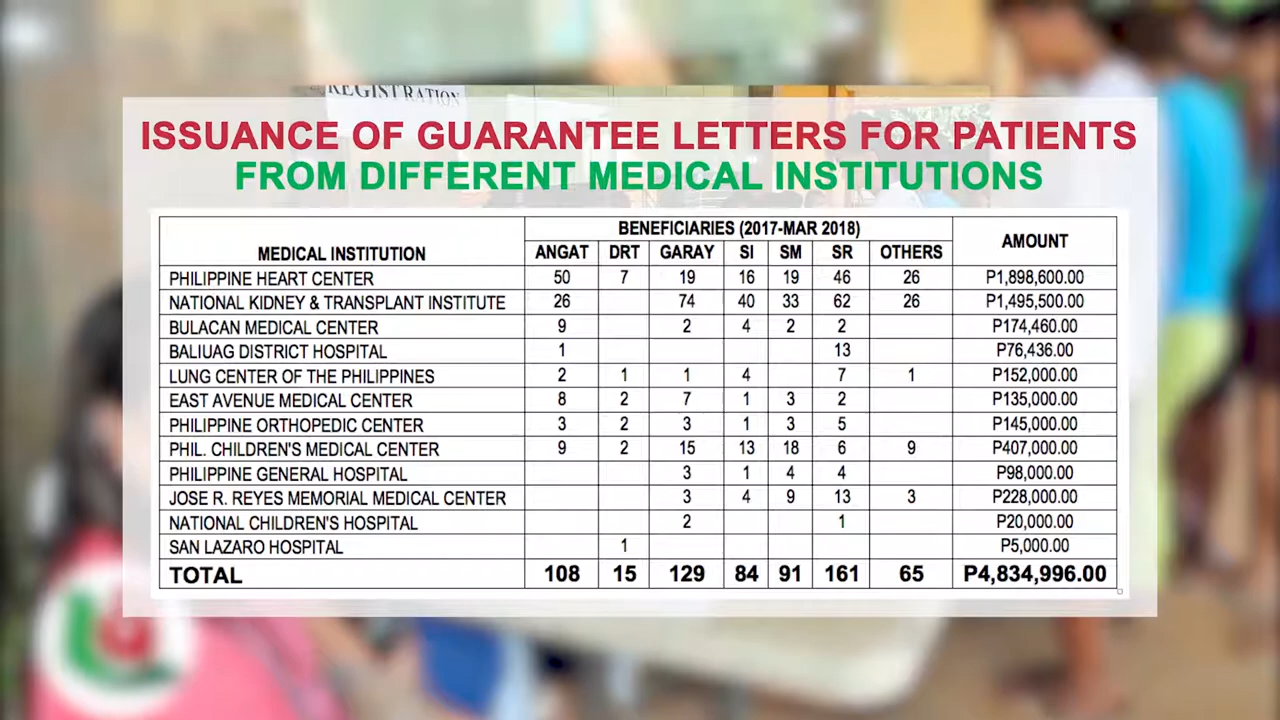 REGISTRATION
ISSUANCE OF GUARANTEE LETTERS FOR PATIENTS
FROM DIFFERENT MEDICAL INSTITUTIONS
MEDICAL INSTITUTION BENEFICIARIES (2017-MAR 2018) AMOUNT
ANGAT DRT GARAY SI SM SR OTHERS
PHILIPPINE HEART CENTER 50 7 19 16 19 46 26 P1,898,600.00
NATIONAL KIDNEY & TRANSPLANT INSTITUTE 26 74 40 33 62 26 P1,495,500.00
BULACAN MEDICAL CENTER 9 2 4 2 2 P174,460.00
BALIUAG DISTRICT HOSPITAL 1 13 P76,436.00
LUNG CENTER OF THE PHILIPPINES 2 1 1 4 7 1 P152,000.00
EAST AVENUE MEDICAL CENTER 8 2 7 1 3 2 P135,000.00
PHILIPPINE ORTHOPEDIC CENTER 3 2 3 1 3 5 P145,000.00
PHIL. CHILDREN'S MEDICAL CENTER 9 2 15 13 18 6 9 P407,000.00
PHILIPPINE GENERAL HOSPITAL 3 1 4 4 P98,000.00
JOSE R. REYES MEMORIAL MEDICAL CENTER 3 4 9 13 3 P228,000.00
NATIONAL CHILDREN'S HOSPITAL 2 1 P20,000.00
SAN LAZARO HOSPITAL 1 P5,000.00
TOTAL 108 15 129 84 91 161 65 P4,834,996.00